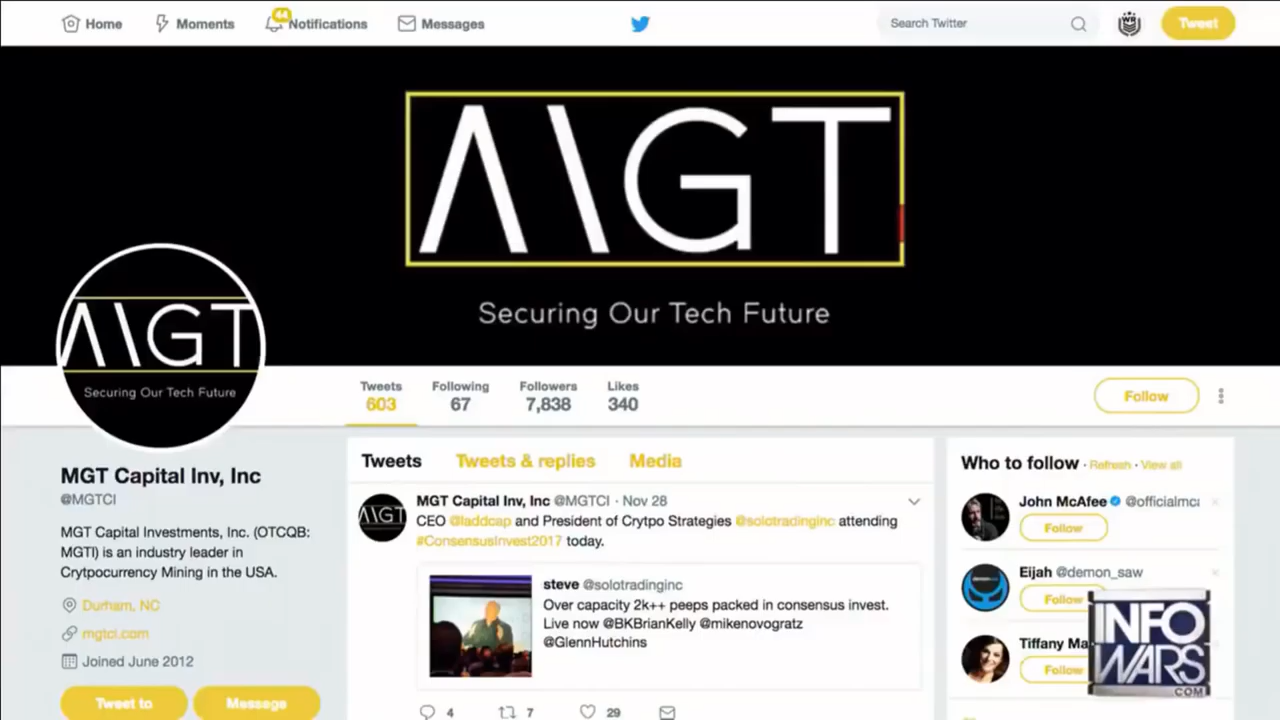 Home
Moments
44
Notifications
Messages
Search Twitter
Tweet
MGT
Securing Our Tech Future
MGT
Securing Our Tech Future
Tweets
603
Following
67
Followers
7,838
Likes
340
Follow
MGT Capital Inv, Inc
@MGTCI
MGT Capital Investments, Inc. (OTCQB:
MGTI) is an industry leader in
Crytpocurrency Mining in the USA.
Durham, NC
mgtci.com
Joined June 2012
Tweet to
Message
Tweets
Tweets & replies
Media
MGT
MGT Capital Inv, Inc @MGTCI · Nov 28
CEO @laddcap and President of Crytpo Strategies @solotradinginc attending
#ConsensusInvest2017 today.
steve @solotradinginc
Over capacity 2k++ peeps packed in consensus invest.
Live now @BKBrianKelly @mikenovogratz
@GlennHutchins
4
7
29
Who to follow · Refresh · View all
John McAfee @officialmca
Follow
Eijah @demon_saw
Follow
Tiffany Ma
Follow
INFO
WARS
.COM